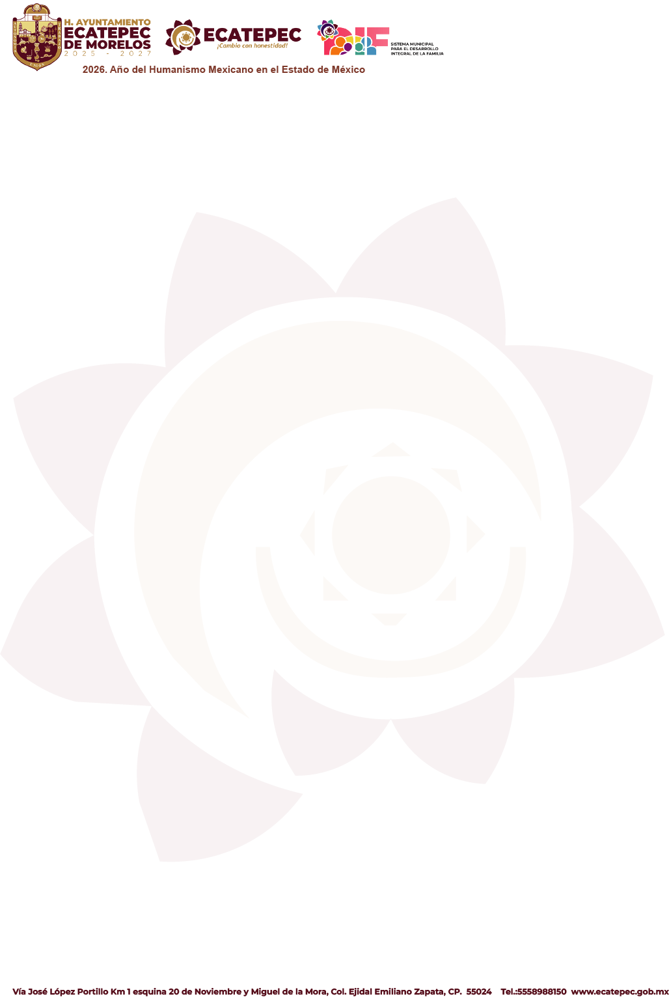 H. AYUNTAMIENTO
ECATEPEC
DE MORELOS
2025 - 2027
UNIÓN
ECATEPEC
¡Cambio con honestidad!
DIF
SISTEMA MUNICIPAL
PARA EL DESARROLLO
INTEGRAL DE LA FAMILIA
2026. Año del Humanismo Mexicano en el Estado de México
Vía José López Portillo Km 1 esquina 20 de Noviembre y Miguel de la Mora, Col. Ejidal Emiliano Zapata, CP. 55024 Tel.:5558988150 www.ecatepec.gob.mx